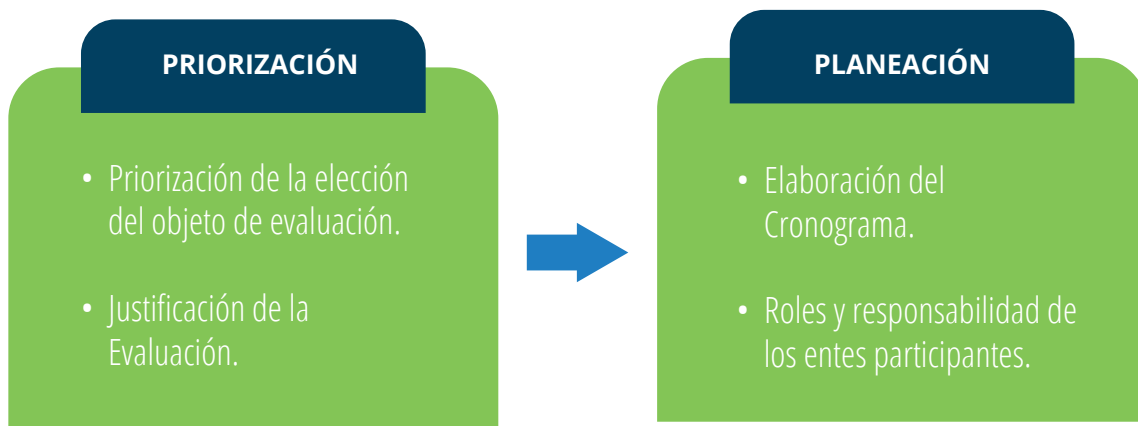 PRIORIZACIÓN
• Priorización de la elección
del objeto de evaluación.
• Justificación de la
Evaluación.
PLANEACIÓN
• Elaboración del
Cronograma.
• Roles y responsabilidad de
los entes participantes.